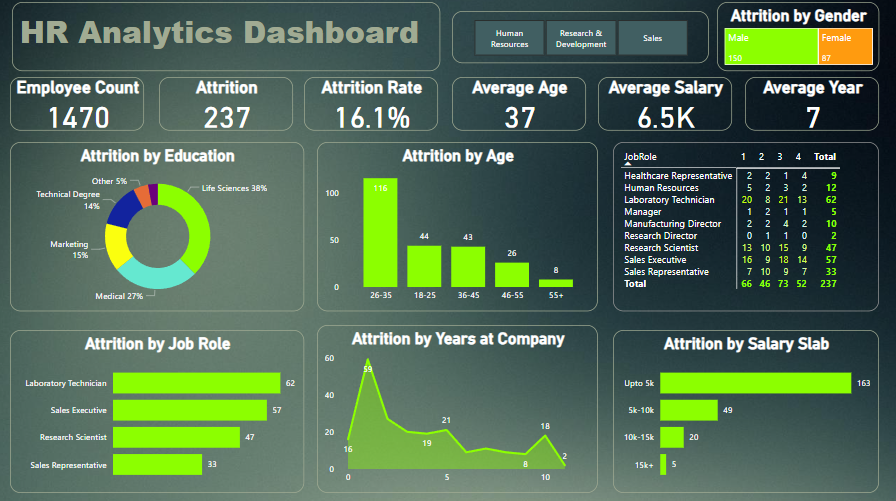 HR Analytics Dashboard
Human
Resources
Research &
Development
Sales
Attrition by Gender
Male
150
Female
87
Employee Count
1470
Attrition
237
Attrition Rate
16.1%
Average Age
37
Average Salary
6.5K
Average Year
7
Attrition by Education
Other 5%
Life Sciences 38%
Technical Degree
14%
Marketing
15%
Medical 27%
Attrition by Age
100
50
0
116
44
43
26
8
26-35 18-25 36-45 46-55 55+
JobRole 1 2 3 4 Total
Healthcare Representative 2 2 1 4 9
Human Resources 5 2 3 2 12
Laboratory Technician 20 8 21 13 62
Manager 1 2 1 1 5
Manufacturing Director 2 2 4 2 10
Research Director 0 1 1 0 2
Research Scientist 13 10 15 9 47
Sales Executive 16 9 18 14 57
Sales Representative 7 10 9 7 33
Total 66 46 73 52 237
Attrition by Job Role
Laboratory Technician 62
Sales Executive 57
Research Scientist 47
Sales Representative 33
Attrition by Years at Company
60
40
20
0
16
59
19
21
8
18
2
0 5 10
Attrition by Salary Slab
Upto 5k 163
5k-10k 49
10k-15k 20
15k+ 5